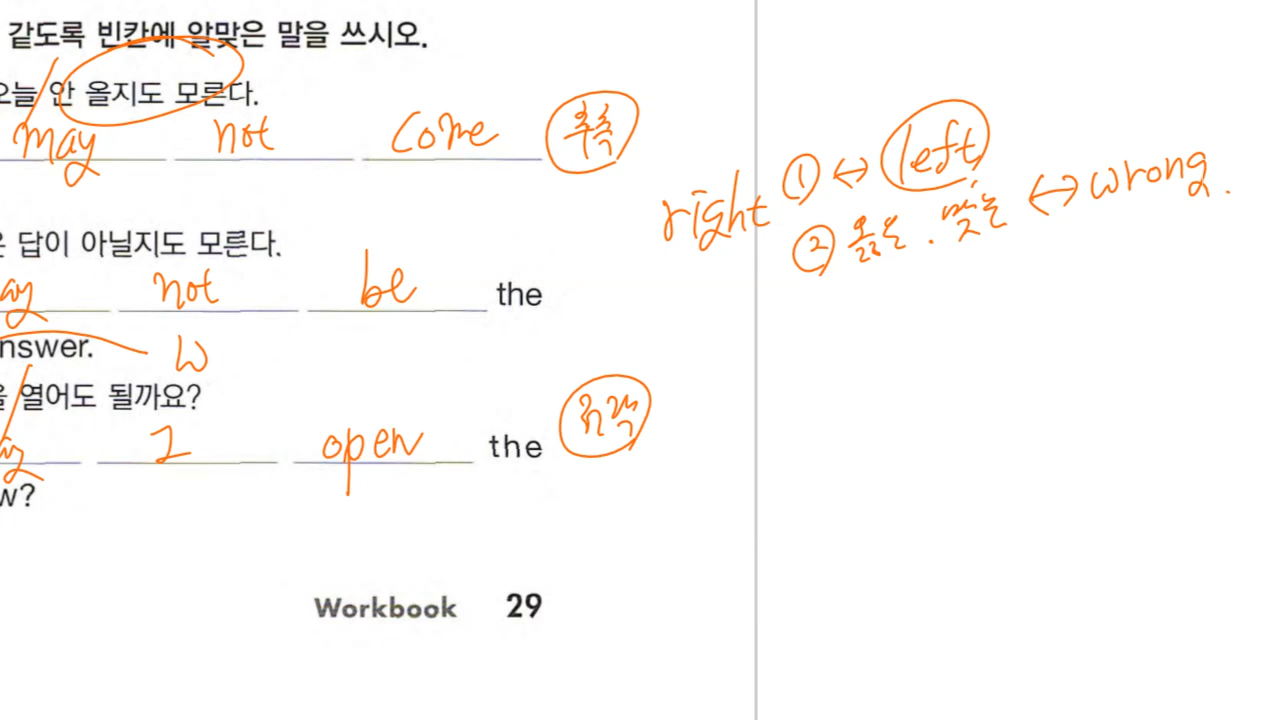 같도록 빈칸에 알맞은 말을 쓰시오.
오늘 안 올지도 모른다.
may not come 추측
right ① ↔ left
② 옳은. 맞는 ↔ wrong.
답이 아닐지도 모른다.
not be the
nswer.
열어도 될까요?
I open the 허락
w?
Workbook 29